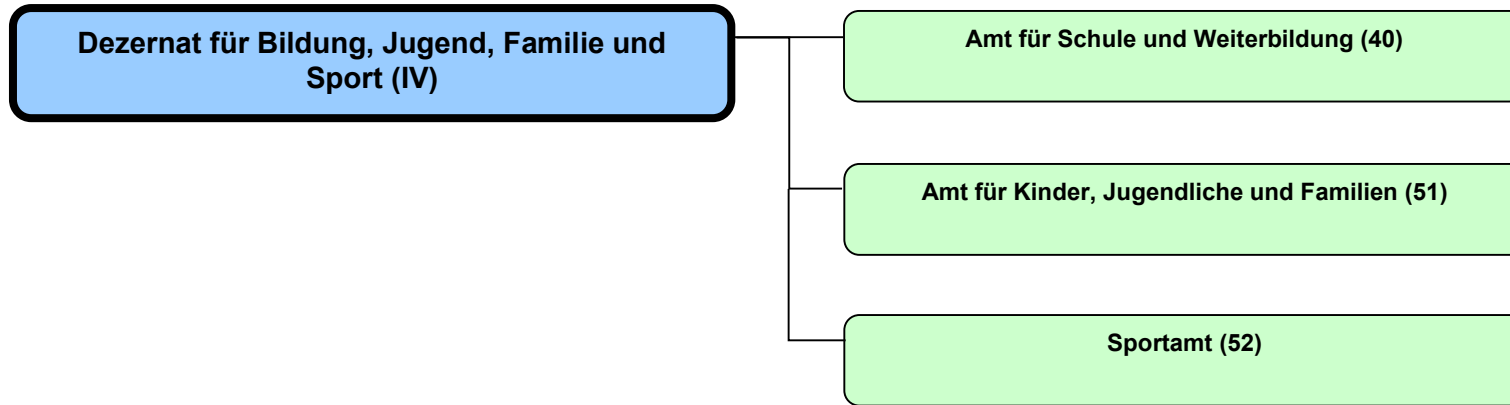 Dezernat für Bildung, Jugend, Familie und
Sport (IV)
Amt für Schule und Weiterbildung (40)
Amt für Kinder, Jugendliche und Familien (51)
Sportamt (52)